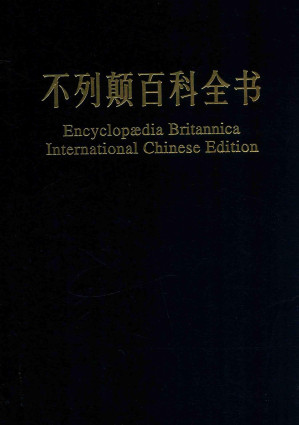 不列颠百科全书
Encyclopædia Britannica
International Chinese Edition